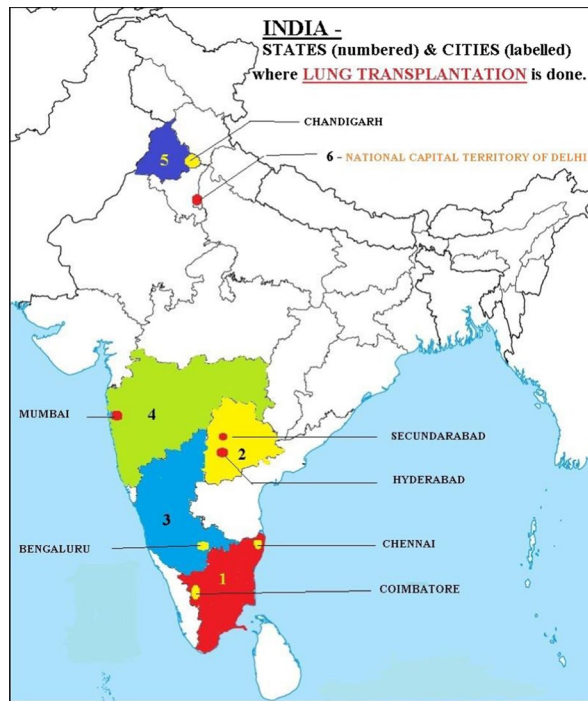 INDIA -
STATES (numbered) & CITIES (labelled)
where LUNG TRANSPLANTATION is done.
CHANDIGARH
5
6 - NATIONAL CAPITAL TERRITORY OF DELHI
MUMBAI
4
SECUNDARABAD
2
HYDERABAD
3
BENGALURU
CHENNAI
1
COIMBATORE